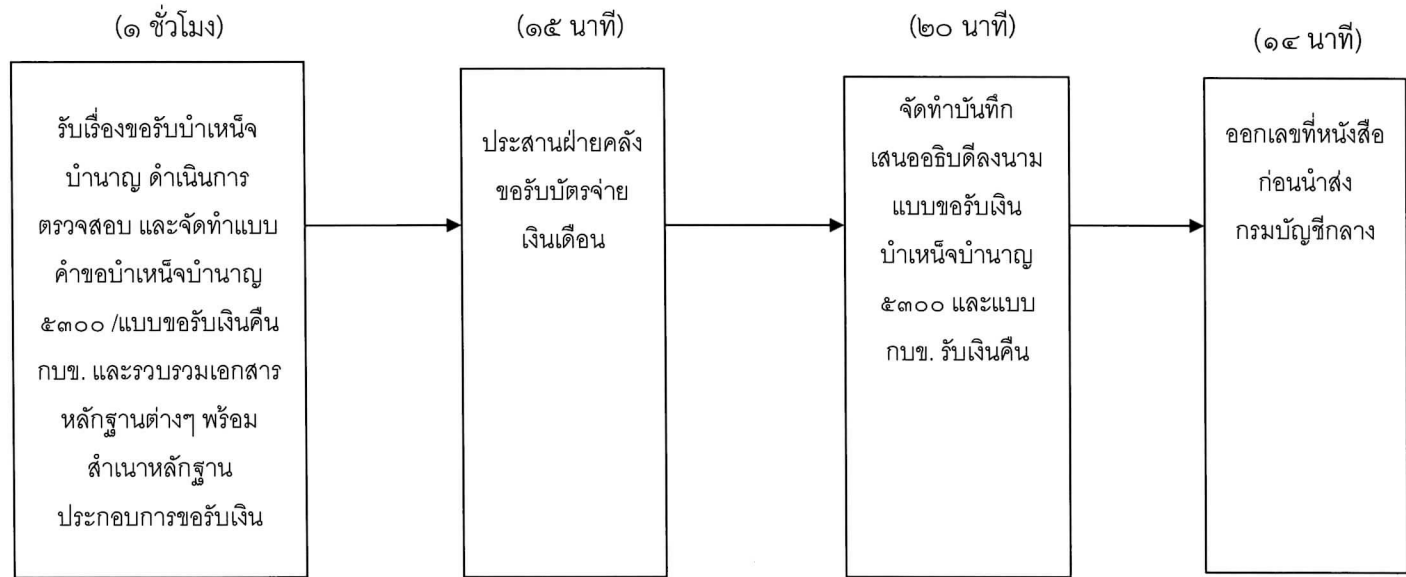 (๑ ชั่วโมง)
รับเรื่องขอรับบำเหน็จ
บำนาญ ดำเนินการ
ตรวจสอบ และจัดทำแบบ
คำขอบำเหน็จบำนาญ
๕๓๐๐ /แบบขอรับเงินคืน
กบข. และรวบรวมเอกสาร
หลักฐานต่างๆ พร้อม
สำเนาหลักฐาน
ประกอบการขอรับเงิน
(๑๕ นาที)
ประสานฝ่ายคลัง
ขอรับบัตรจ่าย
เงินเดือน
(๒๐ นาที)
จัดทำบันทึก
เสนออธิบดีลงนาม
แบบขอรับเงิน
บำเหน็จบำนาญ
๕๓๐๐ และแบบ
กบข. รับเงินคืน
(๑๔ นาที)
ออกเลขที่หนังสือ
ก่อนนำส่ง
กรมบัญชีกลาง